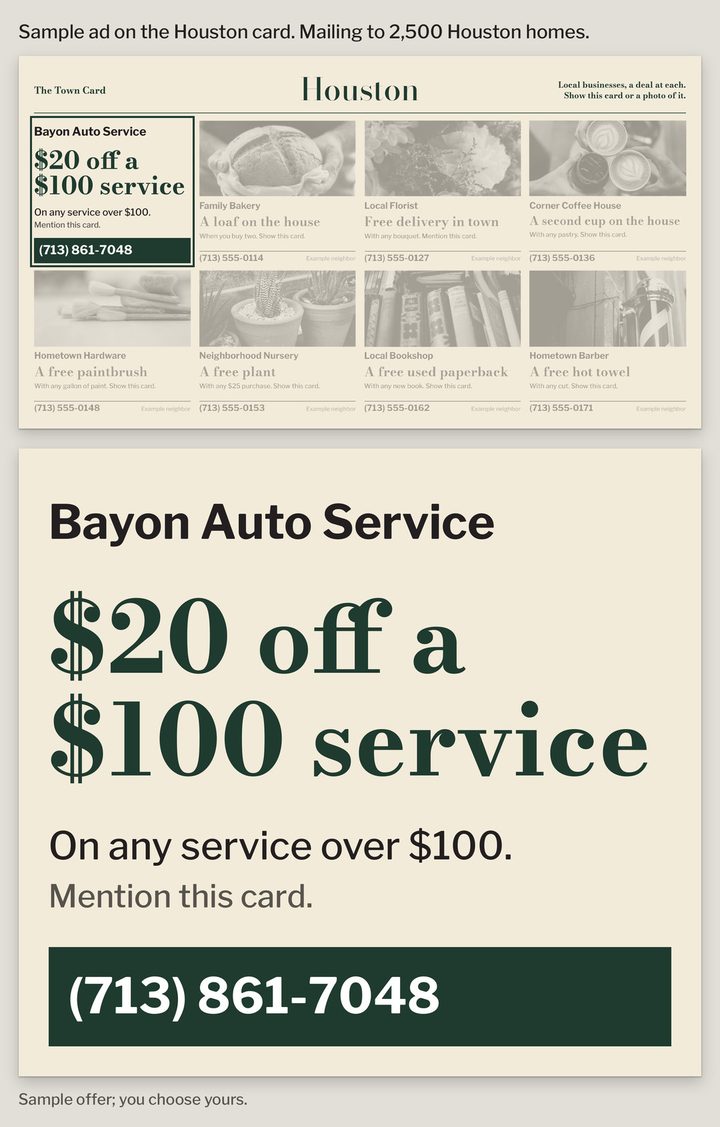 Sample ad on the Houston card. Mailing to 2,500 Houston homes.
The Town Card
Houston
Local businesses, a deal at each.
Show this card or a photo of it.
Bayon Auto Service
$20 off a
$100 service
On any service over $100.
Mention this card.
(713) 861-7048
Family Bakery
A loaf on the house
When you buy two. Show this card.
(713) 555-0114
Example neighbor
Local Florist
Free delivery in town
With any bouquet. Mention this card.
(713) 555-0127
Example neighbor
Corner Coffee House
A second cup on the house
With any pastry. Show this card.
(713) 555-0136
Example neighbor
Hometown Hardware
A free paintbrush
With any gallon of paint. Show this card.
(713) 555-0148
Example neighbor
Neighborhood Nursery
A free plant
With any $25 purchase. Show this card.
(713) 555-0153
Example neighbor
Local Bookshop
A free used paperback
With any new book. Show this card.
(713) 555-0162
Example neighbor
Hometown Barber
A free hot towel
With any cut. Show this card.
(713) 555-0171
Example neighbor
Bayon Auto Service
$20 off a
$100 service
On any service over $100.
Mention this card.
(713) 861-7048
Sample offer; you choose yours.